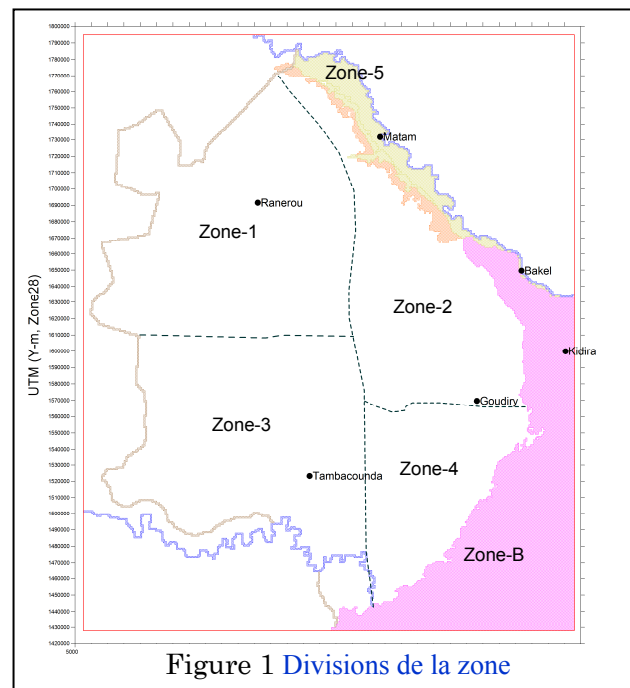 1800000
1790000
1780000
1770000
1760000
1750000
1740000
1730000
1720000
1710000
1700000
1690000
1680000
1670000
1660000
1650000
1640000
1630000
1620000
1610000
1600000
1590000
1580000
1570000
1560000
1550000
1540000
1530000
1520000
1510000
1500000
1490000
1480000
1470000
1460000
1450000
1440000
1430000
1420000
5000
UTM (Y-m, Zone28)
Zone-5
Matam
Ranerou
Zone-1
Bakel
Zone-2
Kidira
Goudiry
Zone-3
Zone-4
Tambacounda
Zone-B
Figure 1 Divisions de la zone